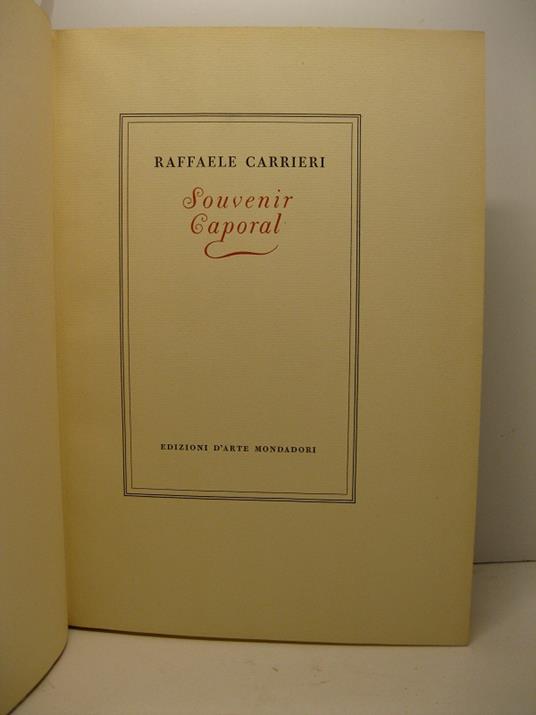 RAFFAELE CARRIERI
Souvenir
Caporal
EDIZIONI D'ARTE MONDADORI